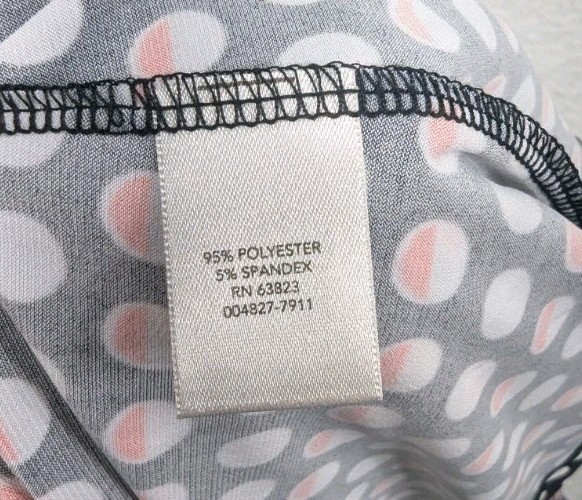 95% POLYESTER
5% SPANDEX
RN 63823
004827-7911